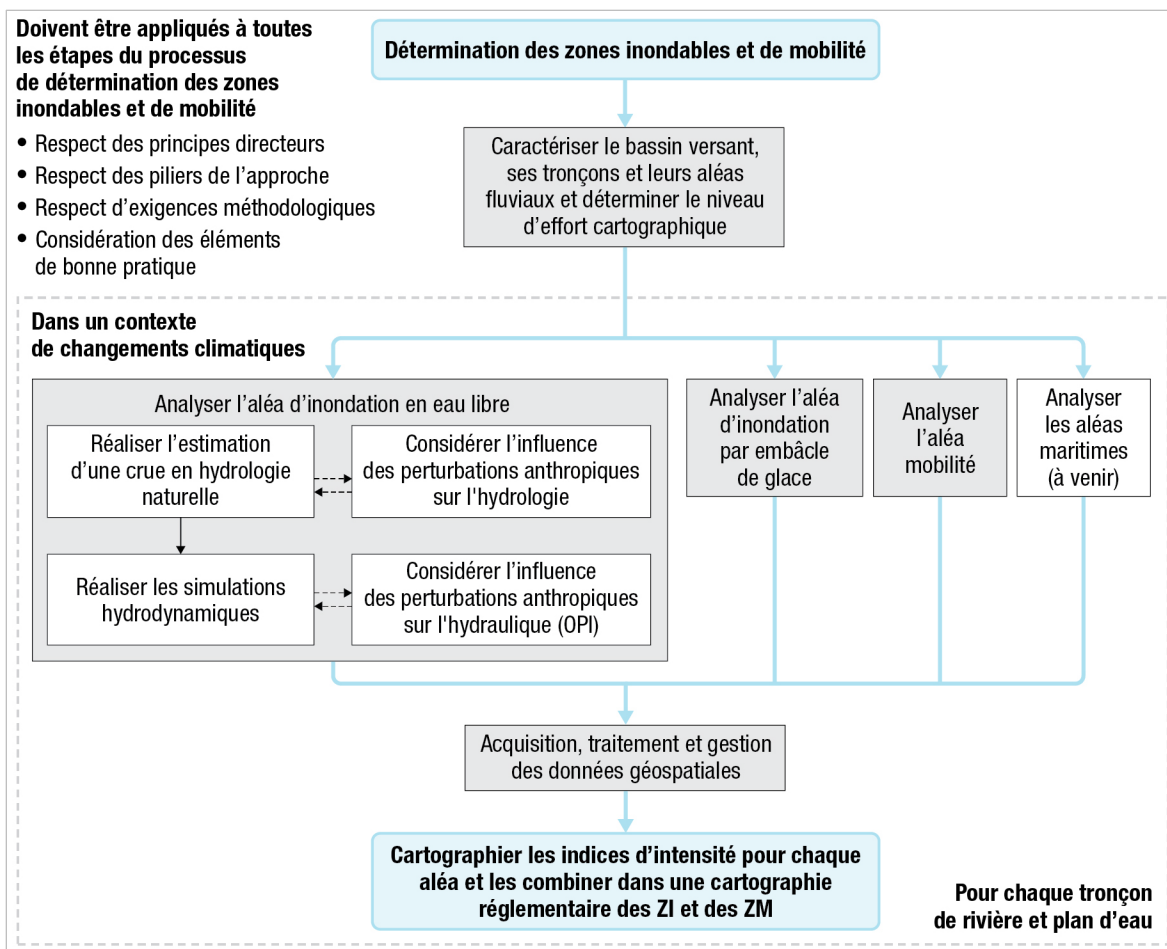 Doivent être appliqués à toutes
les étapes du processus
de détermination des zones
inondables et de mobilité
• Respect des principes directeurs
• Respect des piliers de l'approche
• Respect d'exigences méthodologiques
• Considération des éléments
de bonne pratique
Détermination des zones inondables et de mobilité
Caractériser le bassin versant,
ses tronçons et leurs aléas
fluviaux et déterminer le niveau
d'effort cartographique
Dans un contexte
de changements climatiques
Analyser l'aléa d'inondation en eau libre
Réaliser l'estimation
d'une crue en hydrologie
naturelle
Considérer l'influence
des perturbations anthropiques
sur l'hydrologie
Réaliser les simulations
hydrodynamiques
Considérer l'influence
des perturbations anthropiques
sur l'hydraulique (OPI)
Analyser l'aléa
d'inondation
par embâcle
de glace
Analyser
l'aléa
mobilité
Analyser
les aléas
maritimes
(à venir)
Acquisition, traitement et gestion
des données géospatiales
Cartographier les indices d'intensité pour chaque
aléa et les combiner dans une cartographie
réglementaire des ZI et des ZM
Pour chaque tronçon
de rivière et plan d'eau